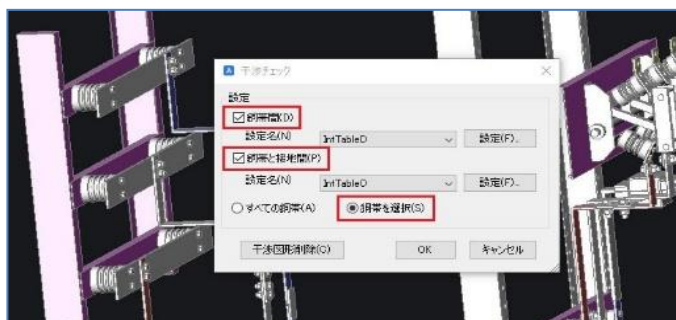 干渉チェック
設定
銅帯間(D)
設定名(N) IntTableD 設定(F)..
銅帯と接地間(P)
設定名(N) IntTableD 設定(F)..
すべての銅帯(A) 銅帯を選択(S)
干渉図形削除(C) OK キャンセル